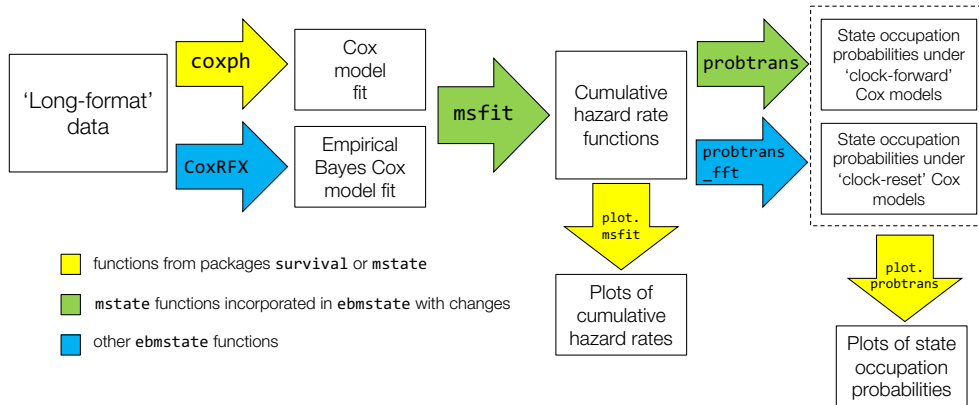 'Long-format'
data
coxph
CoxRFX
Cox
model
fit
Empirical
Bayes Cox
model fit
msfit
Cumulative
hazard rate
functions
probtrans
probtrans
_fft
State occupation
probabilities under
'clock-forward'
Cox models
State occupation
probabilities under
'clock-reset' Cox
models
plot.
msfit
Plots of
cumulative
hazard rates
plot.
probtrans
Plots of state
occupation
probabilities
functions from packages survival or mstate
mstate functions incorporated in ebmstate with changes
other ebmstate functions